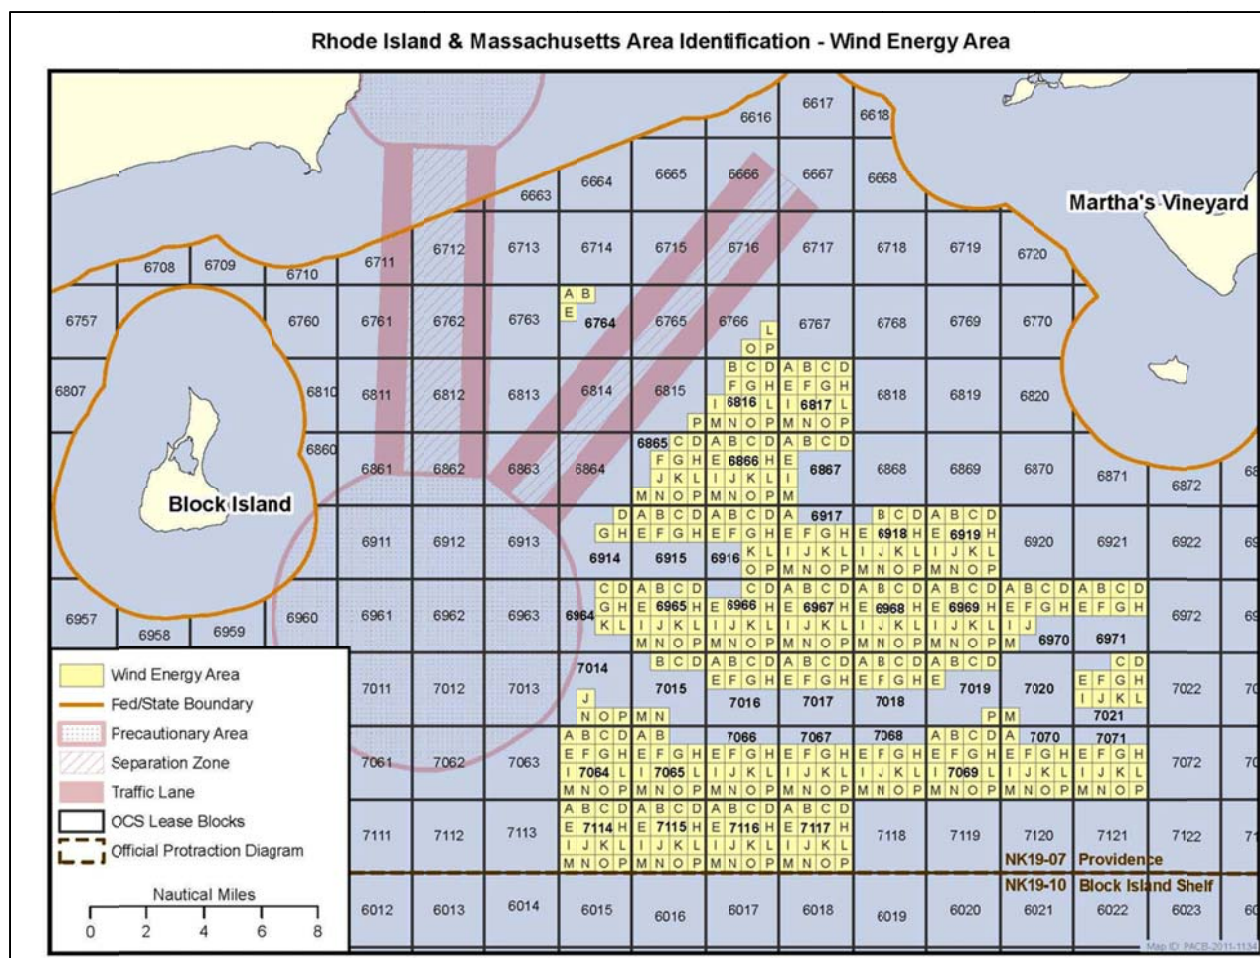 Rhode Island & Massachusetts Area Identification - Wind Energy Area
6616 6617 6618
6663 6664 6665 6666 6667 6668
Martha's Vineyard
6708 6709 6710 6711 6712 6713 6714 6715 6716 6717 6718 6719 6720
A B
E
6757 6760 6761 6762 6763 6764 6765 6766 6767 6768 6769 6770
L
O P
B C D A B C D
F G H E F G H
6807 6810 6811 6812 6813 6814 6815 I 6816 L I 6817 L 6818 6819 6820
P M N O P M N O P
6865 C D A B C D A B C D
F G H E 6866 H E 6867
6860 6861 6862 6863 6864 J K L I J K L I 6868 6869 6870 6871 6872
M N O P M N O P M
Block Island
D A B C D A B C D A 6917 B C D A B C D
G H E F G H E F G H E F G H E 6918 H E 6919 H
6911 6912 6913 6914 6915 6916 K L I J K L I J K L I J K L 6920 6921 6922
O P M N O P M N O P M N O P
C D A B C D C D A B C D A B C D A B C D A B C D A B C D
G H E 6965 H E 6966 H E 6967 H E 6968 H E 6969 H E F G H E F G H
6957 6958 6959 6960 6961 6962 6963 6964 K L I J K L I J K L I J K L I J K L I J K L I J 6972
M N O P M N O P M N O P M N O P M N O P M 6970 6971
7014 B C D A B C D A B C D A B C D A B C D C D
E F G H E F G H E F G H E E F G H
7011 7012 7013 J 7015 7016 7017 7018 7019 7020 I J K L 7022
N O P M N P M 7021
A B C D A B 7066 7067 7068 A B C D A 7070 7071
E F G H E F G H E F G H E F G H E F G H E F G H E F G H E F G H
7061 7062 7063 I 7064 L I 7065 L I J K L I J K L I J K L I 7069 L I J K L I J K L 7072
M N O P M N O P M N O P M N O P M N O P M N O P M N O P M N O P
A B C D A B C D A B C D A B C D
E 7114 H E 7115 H E 7116 H E 7117 H
7111 7112 7113 I J K L I J K L I J K L I J K L 7118 7119 7120 7121 7122
M N O P M N O P M N O P M N O P
NK19-07 Providence
NK19-10 Block Island Shelf
6012 6013 6014 6015 6016 6017 6018 6019 6020 6021 6022 6023
Wind Energy Area
Fed/State Boundary
Precautionary Area
Separation Zone
Traffic Lane
OCS Lease Blocks
Official Protraction Diagram
Nautical Miles
0 2 4 6 8
Map ID: PACB-2011-1134